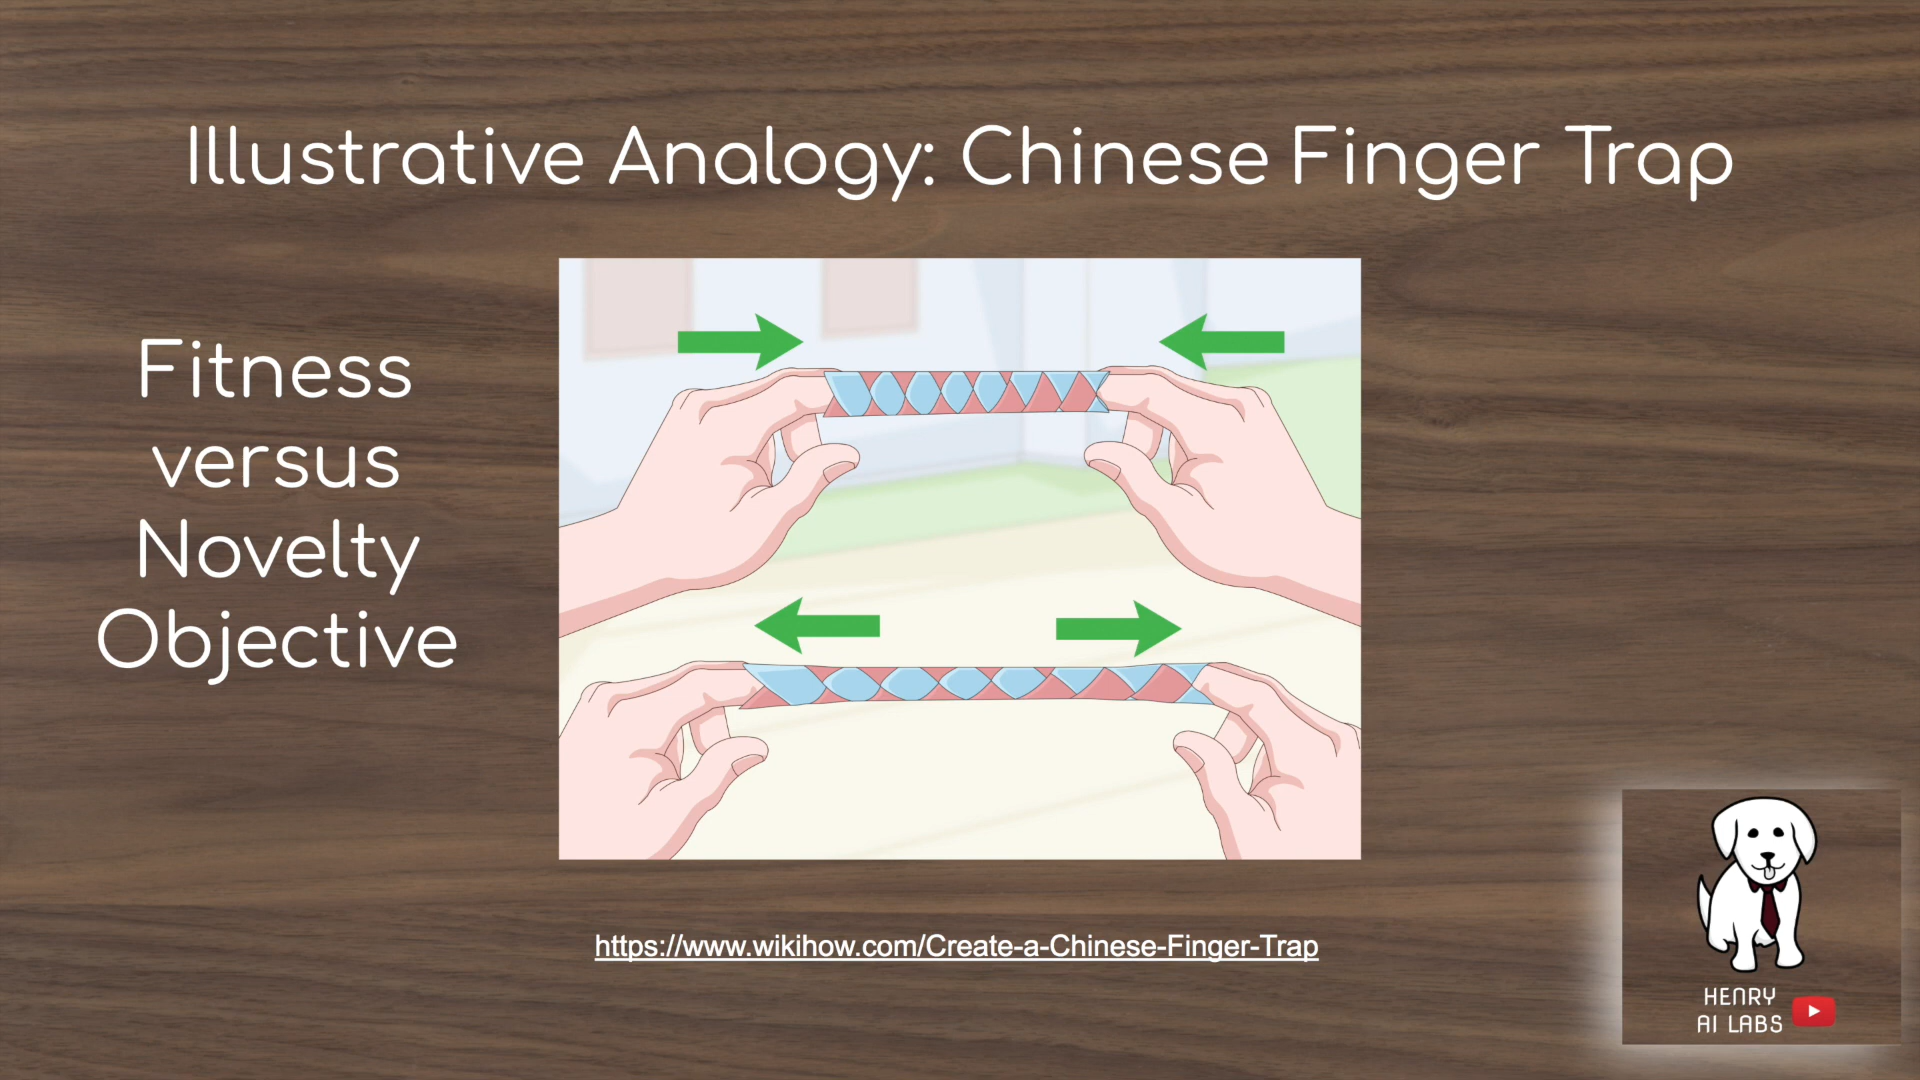 Illustrative Analogy: Chinese Finger Trap
Fitness
versus
Novelty
Objective
https://www.wikihow.com/Create-a-Chinese-Finger-Trap
HENRY
AI LABS